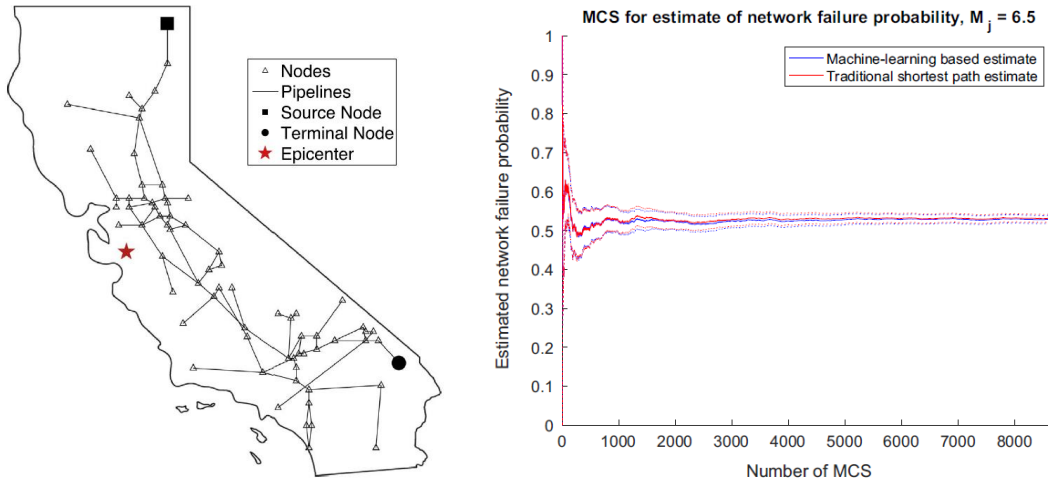 Nodes
Pipelines
Source Node
Terminal Node
Epicenter
MCS for estimate of network failure probability, M_j = 6.5
Machine-learning based estimate
Traditional shortest path estimate
Estimated network failure probability
1
0.9
0.8
0.7
0.6
0.5
0.4
0.3
0.2
0.1
0
0 1000 2000 3000 4000 5000 6000 7000 8000
Number of MCS